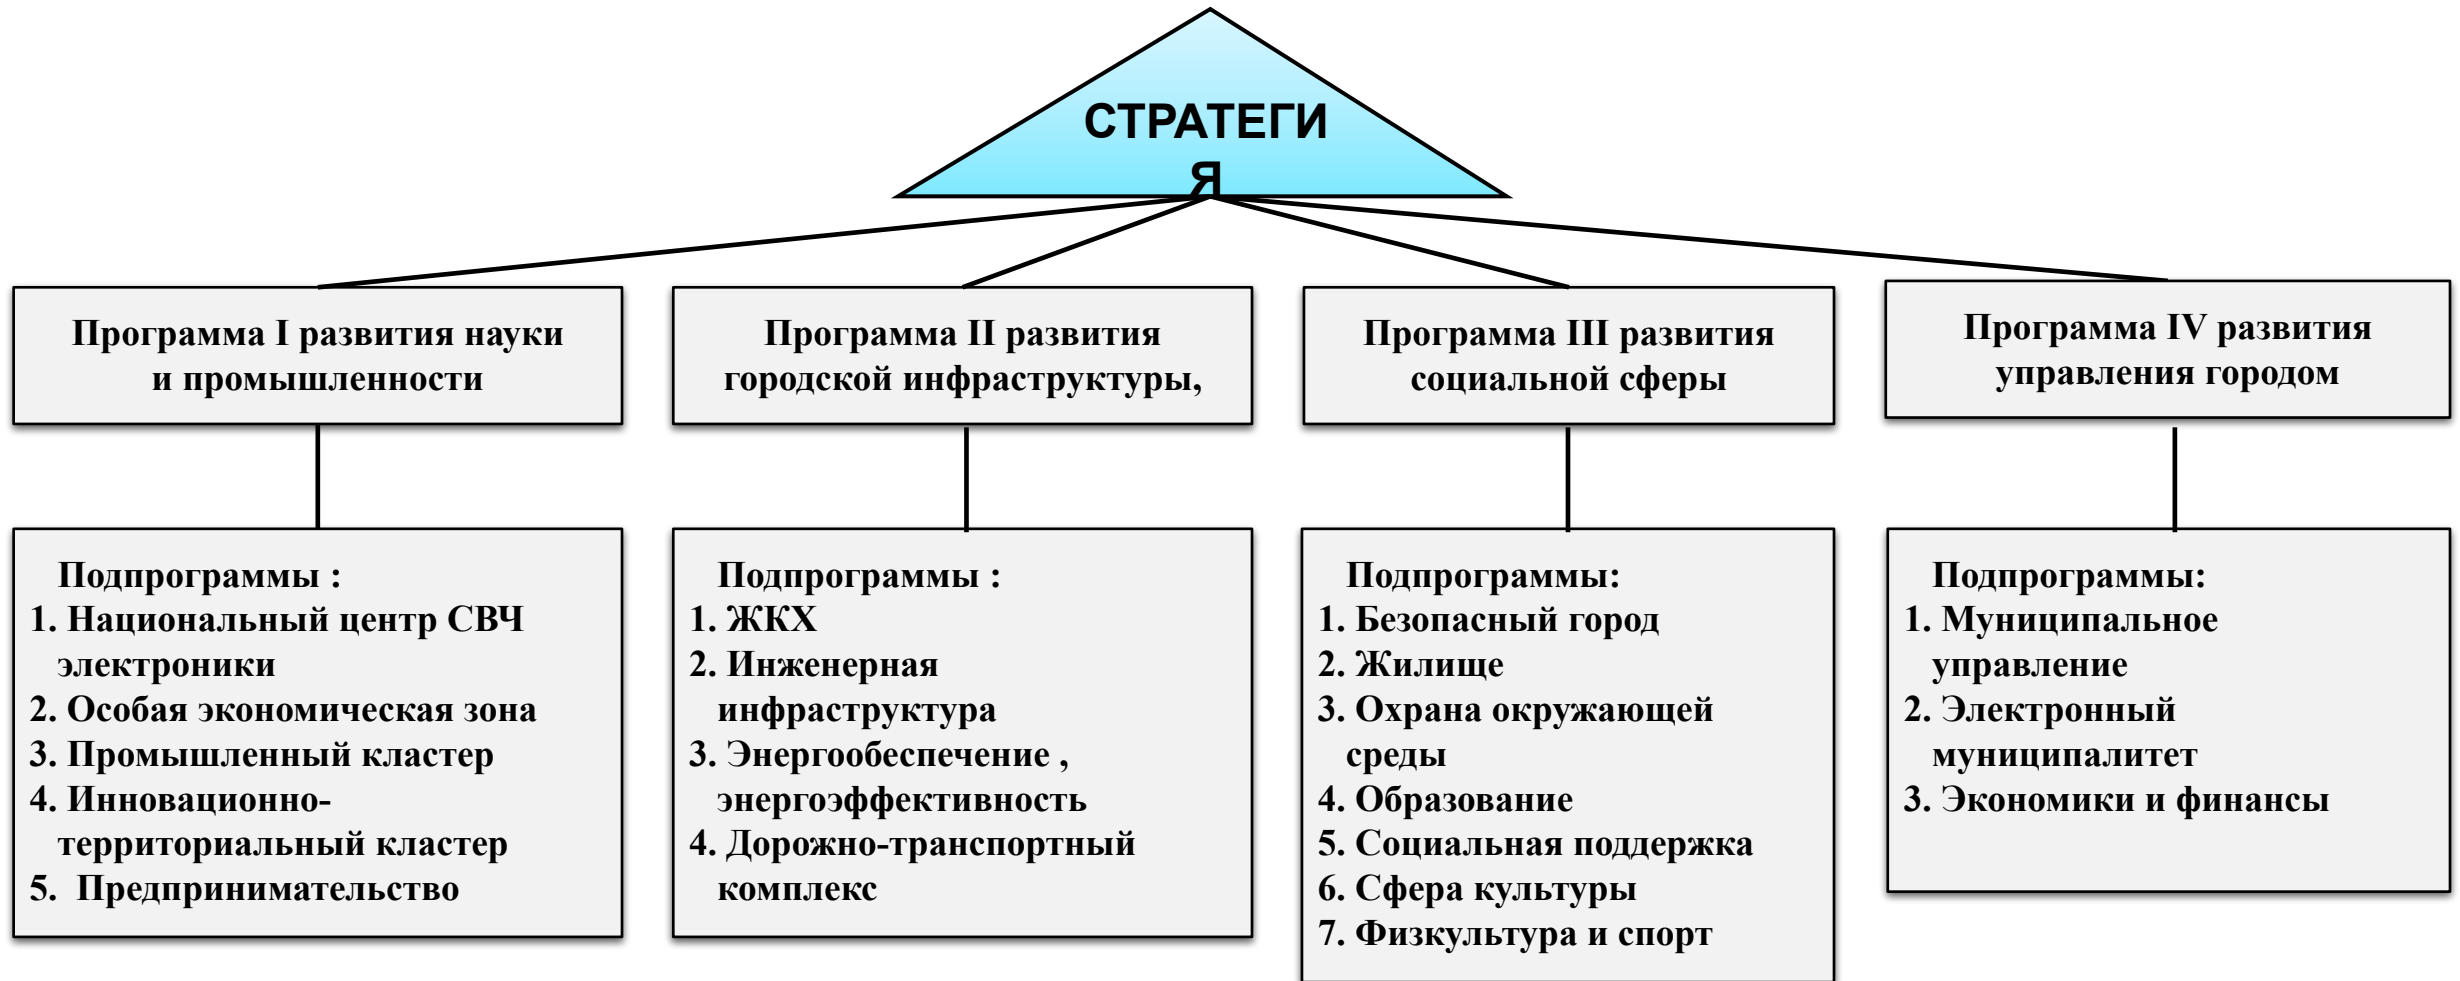 СТРАТЕГИ
Я
Программа I развития науки
и промышленности
Программа II развития
городской инфраструктуры,
Программа III развития
социальной сферы
Программа IV развития
управления городом
Подпрограммы :
1. Национальный центр СВЧ
электроники
2. Особая экономическая зона
3. Промышленный кластер
4. Инновационно-
территориальный кластер
5. Предпринимательство
Подпрограммы :
1. ЖКХ
2. Инженерная
инфраструктура
3. Энергообеспечение ,
энергоэффективность
4. Дорожно-транспортный
комплекс
Подпрограммы:
1. Безопасный город
2. Жилище
3. Охрана окружающей
среды
4. Образование
5. Социальная поддержка
6. Сфера культуры
7. Физкультура и спорт
Подпрограммы:
1. Муниципальное
управление
2. Электронный
муниципалитет
3. Экономики и финансы